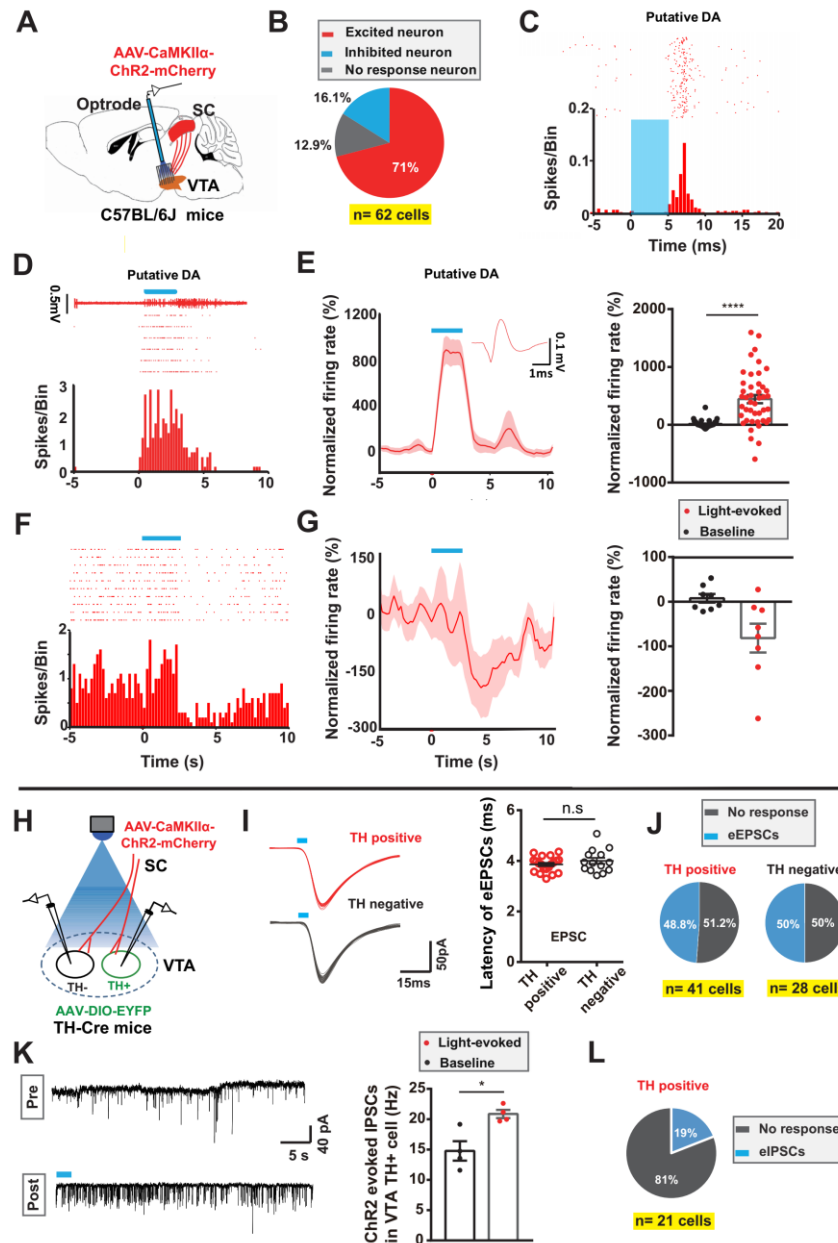 A
AAV-CaMKIIα-
ChR2-mCherry
Optrode
SC
VTA
C57BL/6J mice
B
Excited neuron
Inhibited neuron
No response neuron
16.1%
12.9%
71%
n= 62 cells
C
Putative DA
Spikes/Bin
0.2
0.1
0
-5 0 5 10 15 20
Time (ms)
D
Putative DA
0.5mV
Spikes/Bin
3
2
1
0
-5 0 5 10
E
Putative DA
Normalized firing rate (%)
1200
800
400
0
-5 0 5 10
0.1 mV
1ms
Normalized firing rate (%)
****
2000
1000
0
-1000
Light-evoked
Baseline
F
Spikes/Bin
2
1
0
-5 0 5 10
Time (s)
G
Normalized firing rate (%)
150
0
-150
-300
-5 0 5 10
Time (s)
Normalized firing rate (%)
100
0
-100
-200
-300
H
AAV-CaMKIIα-
ChR2-mCherry
SC
VTA
TH-
TH+
AAV-DIO-EYFP
TH-Cre mice
I
TH positive
TH negative
50pA
15ms
Latency of eEPSCs (ms)
n.s
6
4
2
0
EPSC
TH
positive
TH
negative
J
No response
eEPSCs
TH positive
TH negative
48.8%
51.2%
50%
50%
n= 41 cells
n= 28 cells
K
Pre
40 pA
5 s
Post
Light-evoked
Baseline
ChR2 evoked IPSCs
in VTA TH+ cell (Hz)
*
25
20
15
10
5
0
L
TH positive
19%
81%
No response
eIPSCs
n= 21 cells